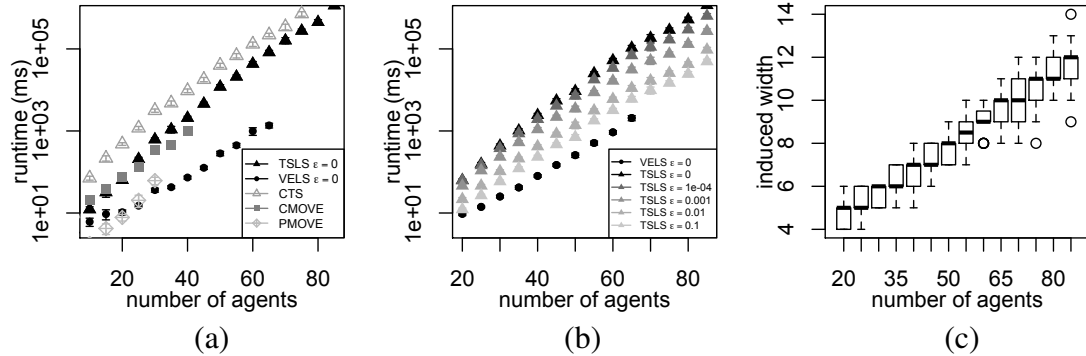 runtime (ms)
1e+05
1e+03
1e+01
20
40
60
80
number of agents
TSLS ε = 0
VELS ε = 0
CTS
CMOVE
PMOVE
(a)
runtime (ms)
1e+05
1e+03
1e+01
20
30
40
50
60
70
80
number of agents
VELS ε = 0
TSLS ε = 0
TSLS ε = 1e-04
TSLS ε = 0.001
TSLS ε = 0.01
TSLS ε = 0.1
(b)
induced width
14
12
10
8
6
4
20
35
50
65
80
number of agents
(c)